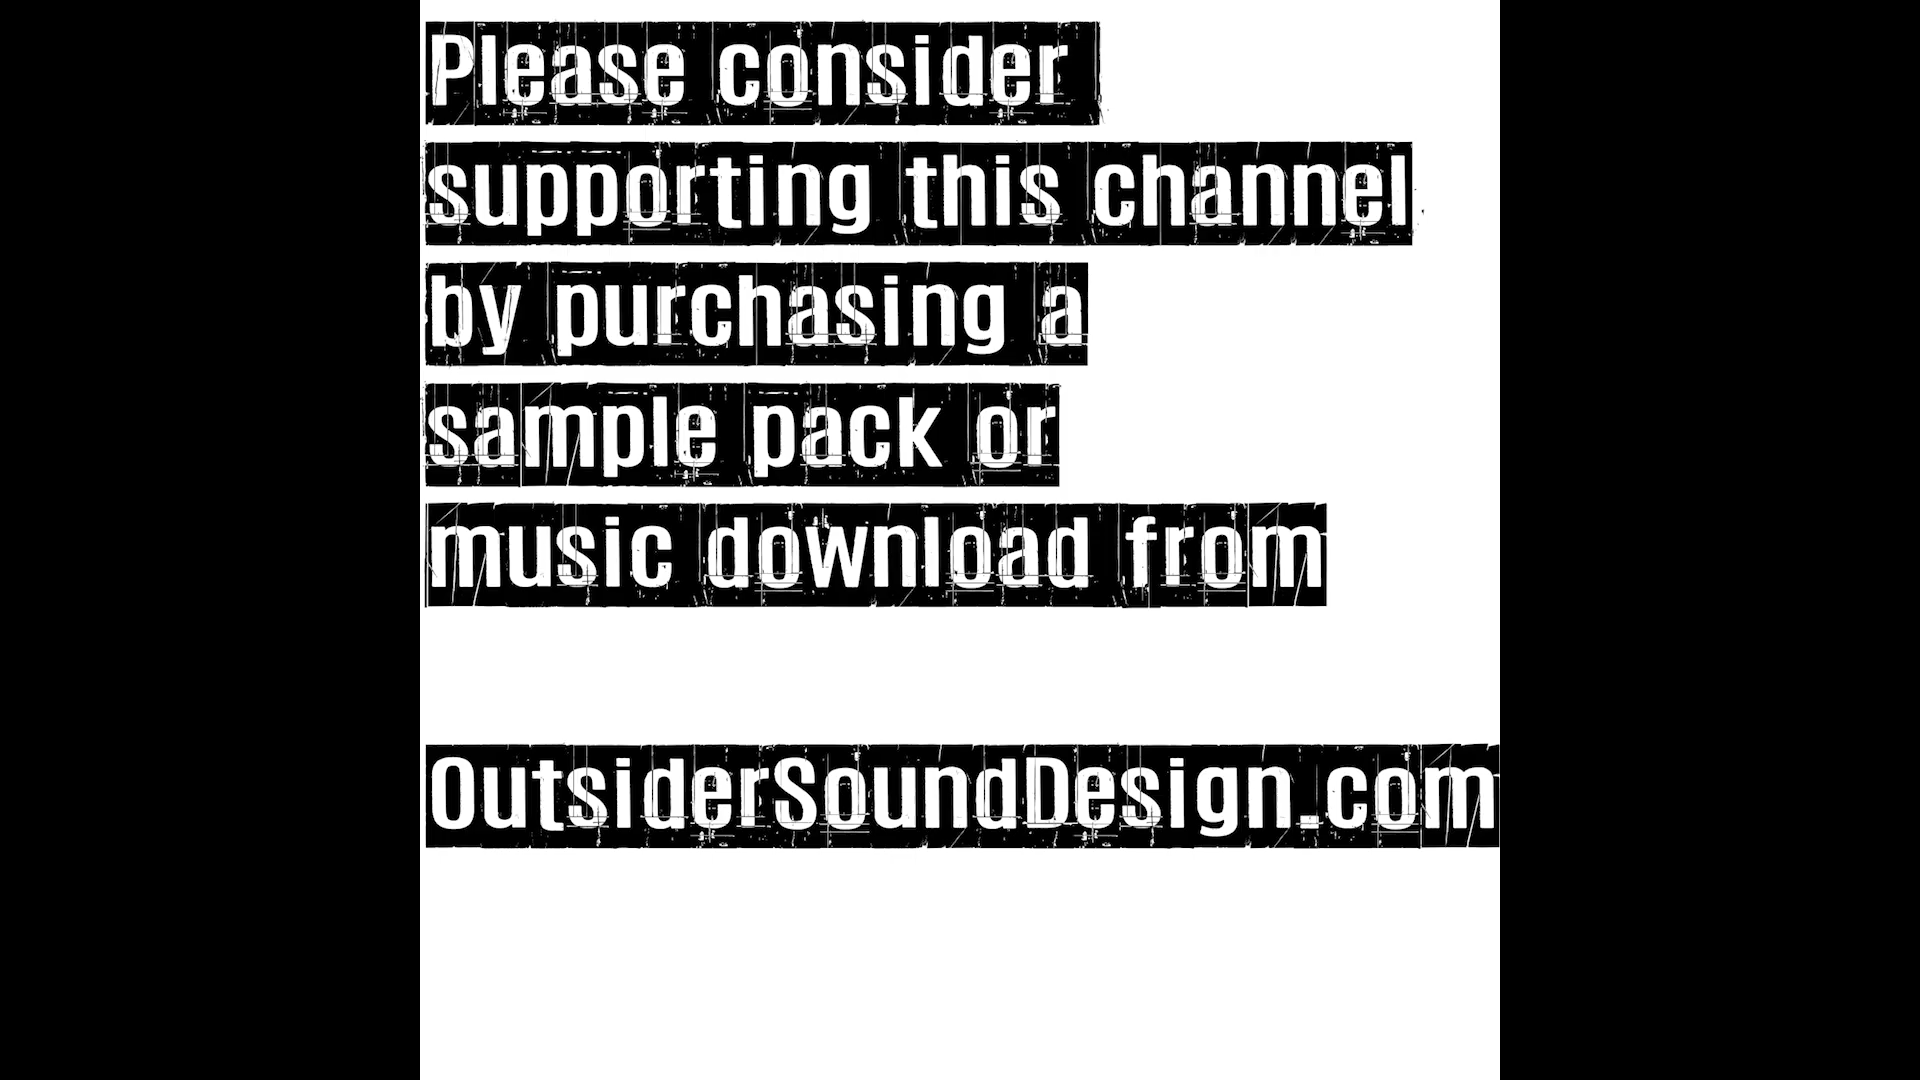 Please consider
supporting this channel
by purchasing a
sample pack or
music download from
OutsiderSoundDesign.com